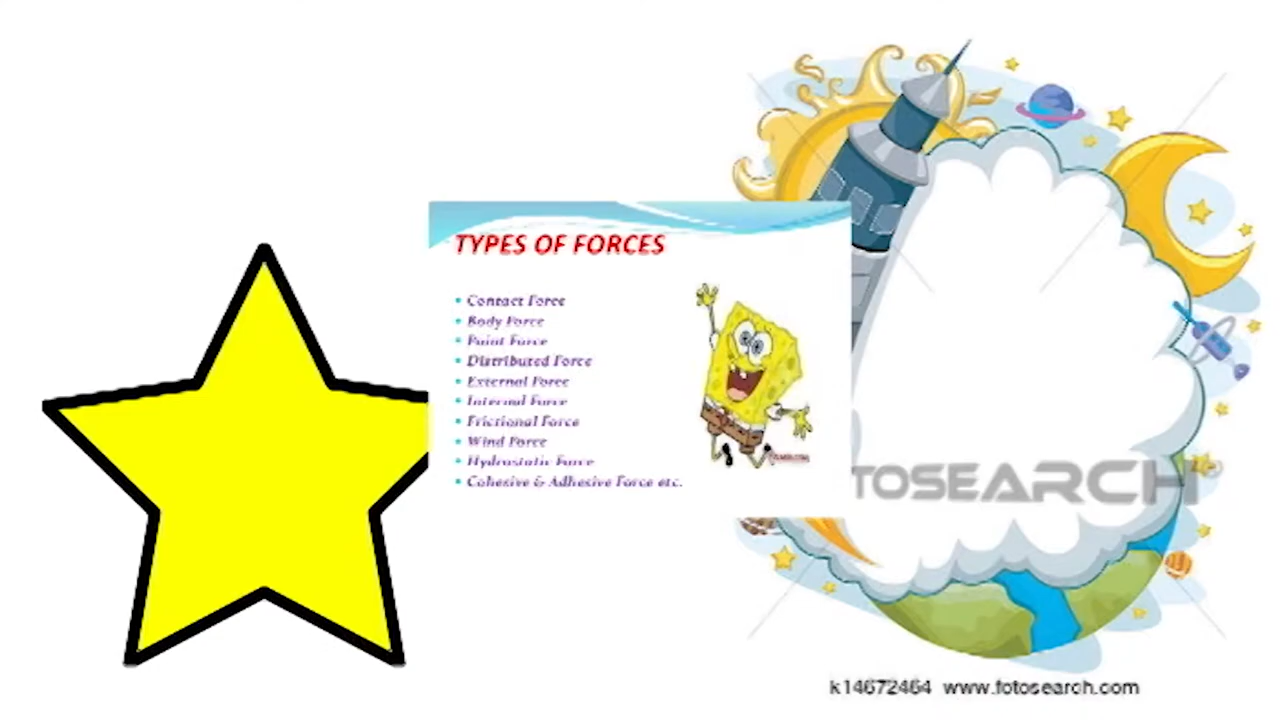 TYPES OF FORCES
• Contact Force
• Body Force
• Point Force
• Distributed Force
• External Force
• Internal Force
• Frictional Force
• Wind Force
• Hydrostatic Force
• Cohesive & Adhesive Force etc.
TOSEARCH
k14672464 www.fotosearch.com